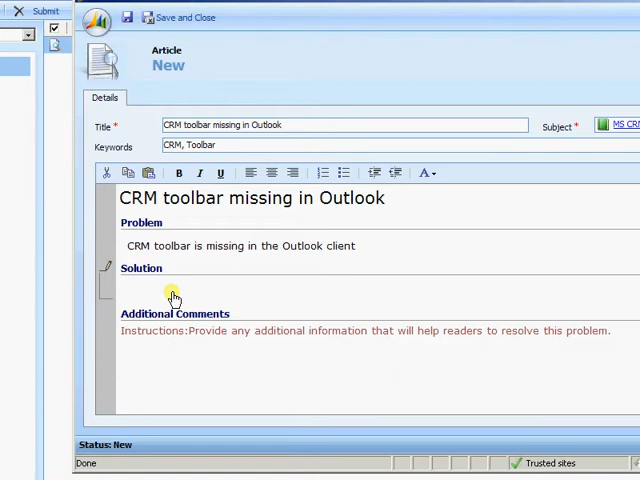 Submit
Save and Close
Article
New
Details
Title *
CRM toolbar missing in Outlook
Subject *
MS CRM
Keywords
CRM, Toolbar
B I U
A
CRM toolbar missing in Outlook
Problem
CRM toolbar is missing in the Outlook client
Solution
Additional Comments
Instructions:Provide any additional information that will help readers to resolve this problem.
Status: New
Done
Trusted sites